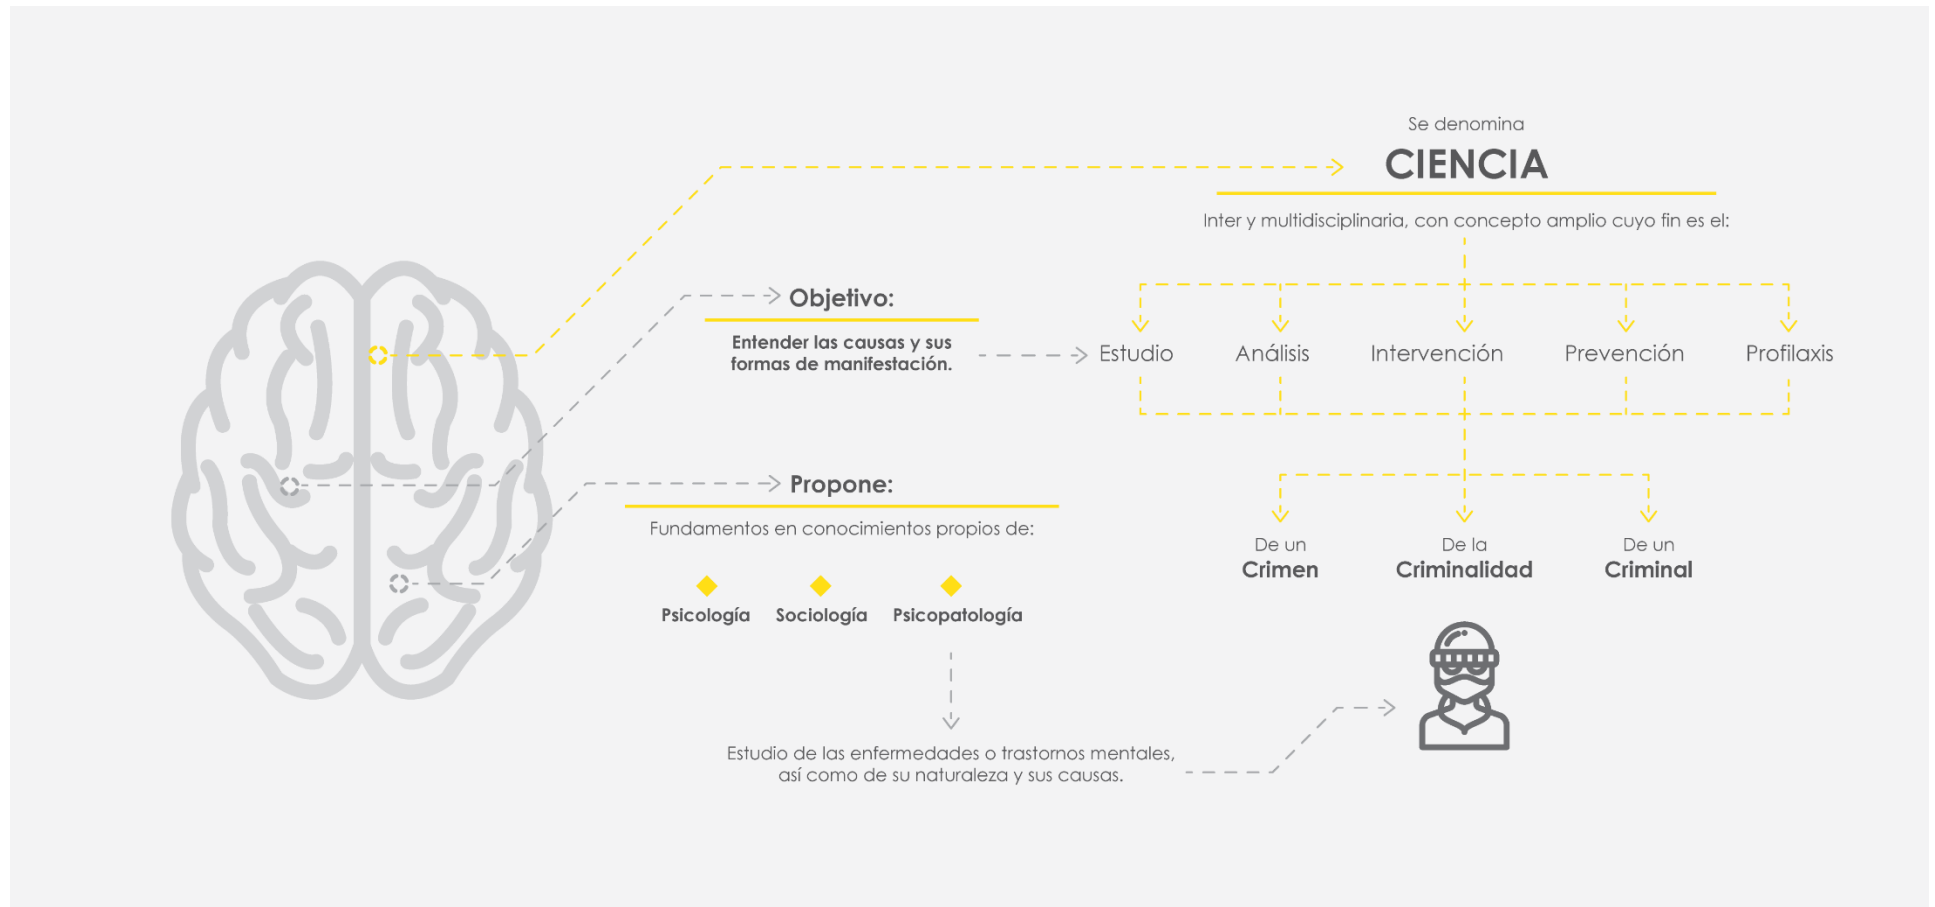 Se denomina
CIENCIA
Inter y multidisciplinaria, con concepto amplio cuyo fin es el:
Objetivo:
Entender las causas y sus
formas de manifestación.
Estudio
Análisis
Intervención
Prevención
Profilaxis
Propone:
Fundamentos en conocimientos propios de:
Psicología
Sociología
Psicopatología
De un
Crimen
De la
Criminalidad
De un
Criminal
Estudio de las enfermedades o trastornos mentales,
así como de su naturaleza y sus causas.